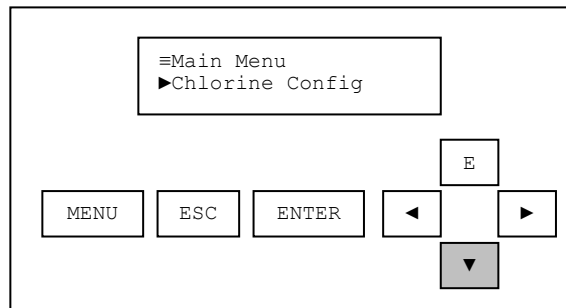 ≡Main Menu
►Chlorine Config
E
MENU ESC ENTER ◄ ►
▼